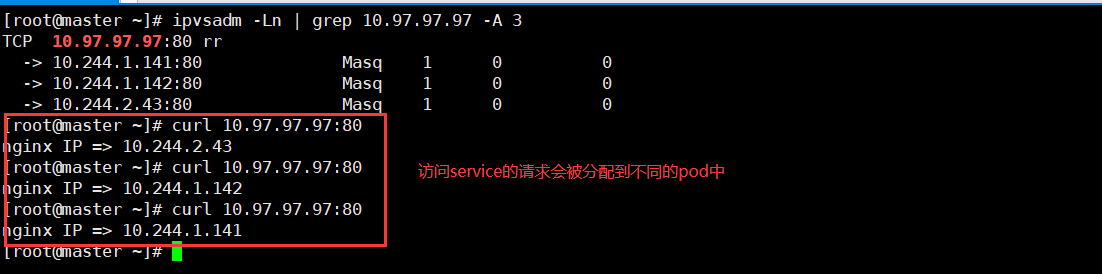 [root@master ~]# ipvsadm -Ln | grep 10.97.97.97 -A 3
TCP  10.97.97.97:80 rr
  -> 10.244.1.141:80              Masq    1      0          0
  -> 10.244.1.142:80              Masq    1      0          0
  -> 10.244.2.43:80               Masq    1      0          0
[root@master ~]# curl 10.97.97.97:80
nginx IP => 10.244.2.43
[root@master ~]# curl 10.97.97.97:80
访问service的请求会被分配到不同的pod中
nginx IP => 10.244.1.142
[root@master ~]# curl 10.97.97.97:80
nginx IP => 10.244.1.141
[root@master ~]#